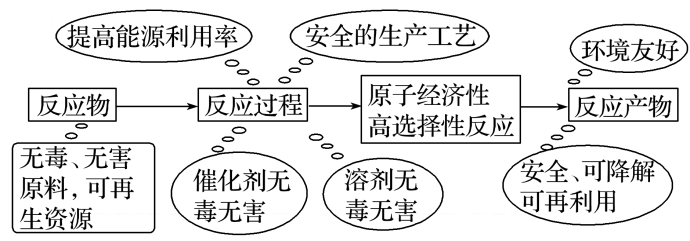 提高能源利用率
安全的生产工艺
环境友好
反应物
反应过程
原子经济性
高选择性反应
反应产物
无毒、无害
原料，可再
生资源
催化剂无
毒无害
溶剂无
毒无害
安全、可降解
可再利用